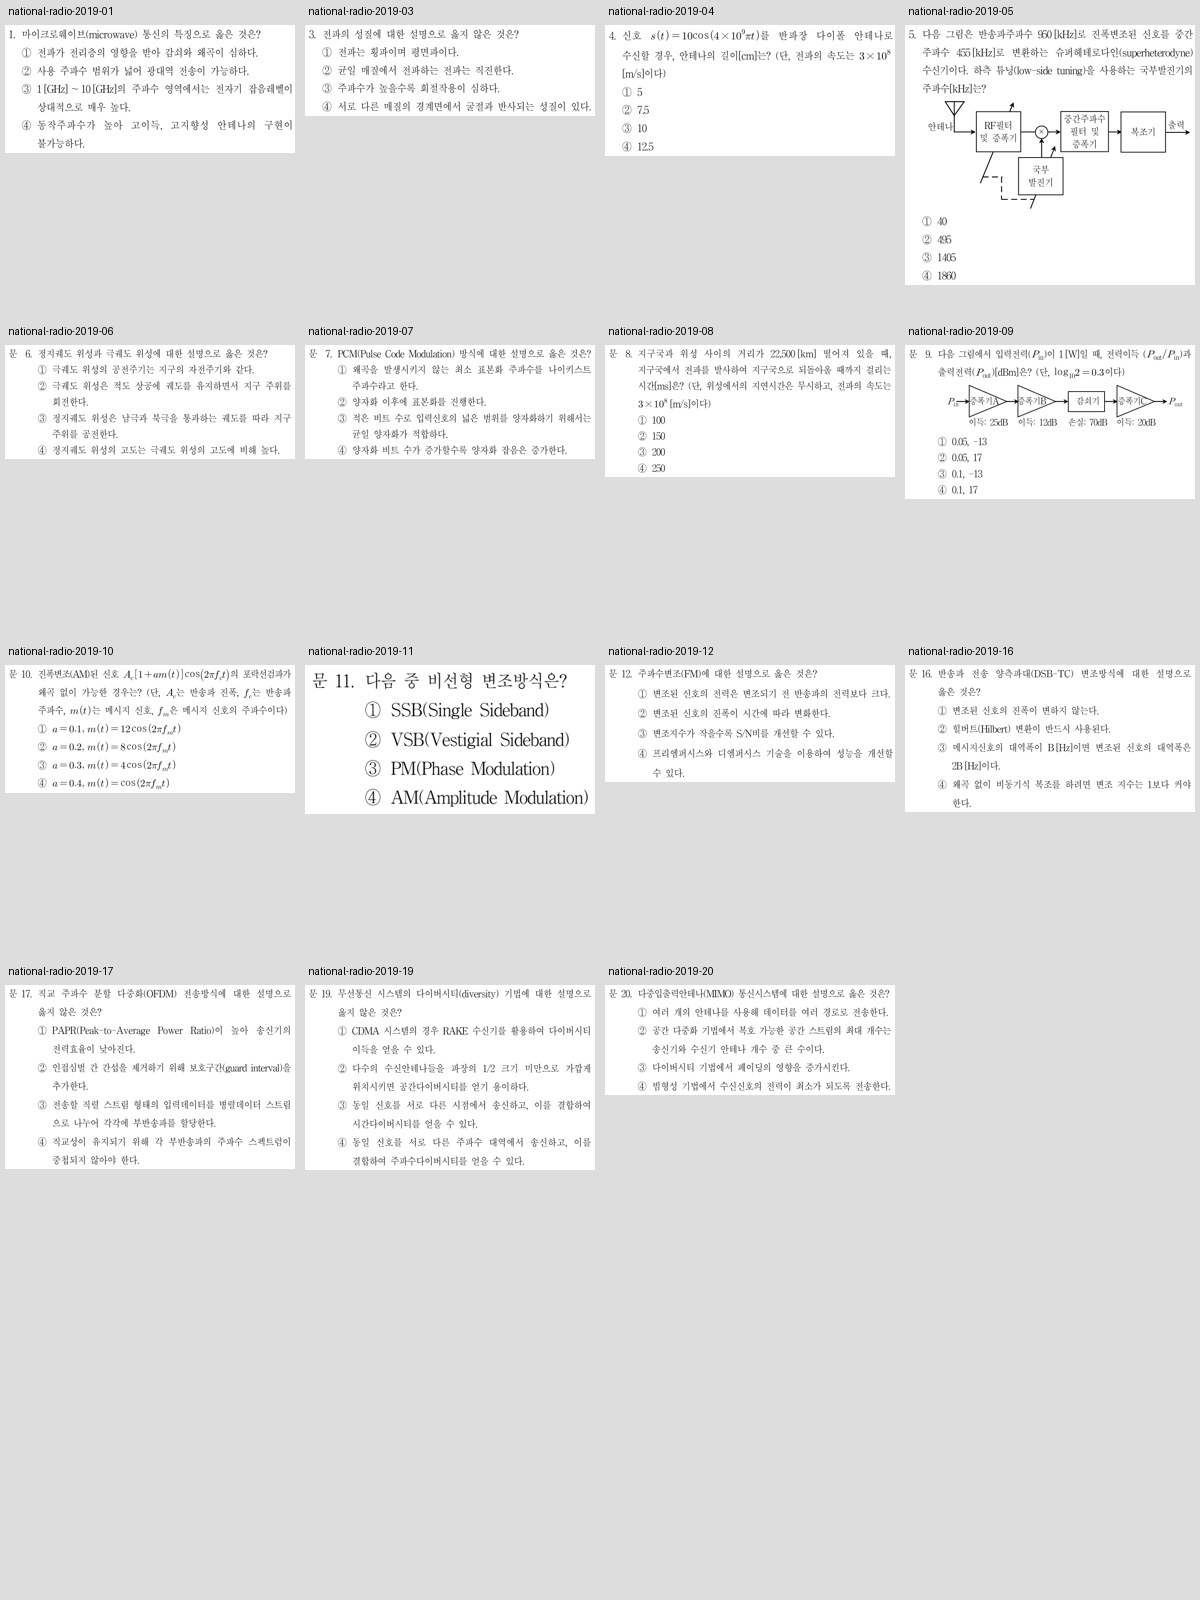 national-radio-2019-01
1. 마이크로웨이브(microwave) 통신의 특징으로 옳은 것은?
① 전파가 전리층의 영향을 받아 감쇠와 왜곡이 심하다.
② 사용 주파수 범위가 넓어 광대역 전송이 가능하다.
③ 1[GHz] ~ 10[GHz]의 주파수 영역에서는 전자기 잡음레벨이
상대적으로 매우 높다.
④ 동작주파수가 높아 고이득, 고지향성 안테나의 구현이
불가능하다.
national-radio-2019-03
3. 전파의 성질에 대한 설명으로 옳지 않은 것은?
① 전파는 횡파이며 평면파이다.
② 균일 매질에서 전파하는 전파는 직진한다.
③ 주파수가 높을수록 회절작용이 심하다.
④ 서로 다른 매질의 경계면에서 굴절과 반사되는 성질이 있다.
national-radio-2019-04
4. 신호 s(t)=10cos(4×10⁹πt)를 반파장 다이폴 안테나로
수신할 경우, 안테나의 길이[cm]는? (단, 전파의 속도는 3×10⁸
[m/s]이다)
① 5
② 7.5
③ 10
④ 12.5
national-radio-2019-05
5. 다음 그림은 반송파주파수 950[kHz]로 진폭변조된 신호를 중간
주파수 455[kHz]로 변환하는 슈퍼헤테로다인(superheterodyne)
수신기이다. 하측 튜닝(low-side tuning)을 사용하는 국부발진기의
주파수[kHz]는?
안테나
RF필터
및 증폭기
×
중간주파수
필터 및
증폭기
복조기
출력
국부
발진기
① 40
② 495
③ 1405
④ 1860
national-radio-2019-06
문 6. 정지궤도 위성과 극궤도 위성에 대한 설명으로 옳은 것은?
① 극궤도 위성의 공전주기는 지구의 자전주기와 같다.
② 극궤도 위성은 적도 상공에 궤도를 유지하면서 지구 주위를
회전한다.
③ 정지궤도 위성은 남극과 북극을 통과하는 궤도를 따라 지구
주위를 공전한다.
④ 정지궤도 위성의 고도는 극궤도 위성의 고도에 비해 높다.
national-radio-2019-07
문 7. PCM(Pulse Code Modulation) 방식에 대한 설명으로 옳은 것은?
① 왜곡을 발생시키지 않는 최소 표본화 주파수를 나이키스트
주파수라고 한다.
② 양자화 이후에 표본화를 진행한다.
③ 적은 비트 수로 입력신호의 넓은 범위를 양자화하기 위해서는
균일 양자화가 적합하다.
④ 양자화 비트 수가 증가할수록 양자화 잡음은 증가한다.
national-radio-2019-08
문 8. 지구국과 위성 사이의 거리가 22,500[km] 떨어져 있을 때,
지구국에서 전파를 발사하여 지구국으로 되돌아올 때까지 걸리는
시간[ms]은? (단, 위성에서의 지연시간은 무시하고, 전파의 속도는
3×10⁸[m/s]이다)
① 100
② 150
③ 200
④ 250
national-radio-2019-09
문 9. 다음 그림에서 입력전력(Pin)이 1[W]일 때, 전력이득 (Pout/Pin)과
출력전력(Pout)[dBm]은? (단, log₁₀2=0.3이다)
Pin 증폭기A 증폭기B 감쇠기 증폭기C Pout
이득: 25dB 이득: 12dB 손실: 70dB 이득: 20dB
① 0.05, -13
② 0.05, 17
③ 0.1, -13
④ 0.1, 17
national-radio-2019-10
문 10. 진폭변조(AM)된 신호 Ac[1+am(t)]cos(2πfct)의 포락선검파가
왜곡 없이 가능한 경우는? (단, Ac는 반송파 진폭, fc는 반송파
주파수, m(t)는 메시지 신호, fm은 메시지 신호의 주파수이다)
① a=0.1, m(t)=12cos(2πfmt)
② a=0.2, m(t)=8cos(2πfmt)
③ a=0.3, m(t)=4cos(2πfmt)
④ a=0.4, m(t)=cos(2πfmt)
national-radio-2019-11
문 11. 다음 중 비선형 변조방식은?
① SSB(Single Sideband)
② VSB(Vestigial Sideband)
③ PM(Phase Modulation)
④ AM(Amplitude Modulation)
national-radio-2019-12
문 12. 주파수변조(FM)에 대한 설명으로 옳은 것은?
① 변조된 신호의 전력은 변조되기 전 반송파의 전력보다 크다.
② 변조된 신호의 진폭이 시간에 따라 변화한다.
③ 변조지수가 작을수록 S/N비를 개선할 수 있다.
④ 프리엠퍼시스와 디엠퍼시스 기술을 이용하여 성능을 개선할
수 있다.
national-radio-2019-16
문 16. 반송파 전송 양측파대(DSB-TC) 변조방식에 대한 설명으로
옳은 것은?
① 변조된 신호의 진폭이 변하지 않는다.
② 힐버트(Hilbert) 변환이 반드시 사용된다.
③ 메시지신호의 대역폭이 B[Hz]이면 변조된 신호의 대역폭은
2B[Hz]이다.
④ 왜곡 없이 비동기식 복조를 하려면 변조 지수는 1보다 커야
한다.
national-radio-2019-17
문 17. 직교 주파수 분할 다중화(OFDM) 전송방식에 대한 설명으로
옳지 않은 것은?
① PAPR(Peak-to-Average Power Ratio)이 높아 송신기의
전력효율이 낮아진다.
② 인접심벌 간 간섭을 제거하기 위해 보호구간(guard interval)을
추가한다.
③ 전송할 직렬 스트림 형태의 입력데이터를 병렬데이터 스트림
으로 나누어 각각에 부반송파를 할당한다.
④ 직교성이 유지되기 위해 각 부반송파의 주파수 스펙트럼이
중첩되지 않아야 한다.
national-radio-2019-19
문 19. 무선통신 시스템의 다이버시티(diversity) 기법에 대한 설명으로
옳지 않은 것은?
① CDMA 시스템의 경우 RAKE 수신기를 활용하여 다이버시티
이득을 얻을 수 있다.
② 다수의 수신안테나들을 파장의 1/2 크기 미만으로 가깝게
위치시키면 공간다이버시티를 얻기 용이하다.
③ 동일 신호를 서로 다른 시점에서 송신하고, 이를 결합하여
시간다이버시티를 얻을 수 있다.
④ 동일 신호를 서로 다른 주파수 대역에서 송신하고, 이를
결합하여 주파수다이버시티를 얻을 수 있다.
national-radio-2019-20
문 20. 다중입출력안테나(MIMO) 통신시스템에 대한 설명으로 옳은 것은?
① 여러 개의 안테나를 사용해 데이터를 여러 경로로 전송한다.
② 공간 다중화 기법에서 복호 가능한 공간 스트림의 최대 개수는
송신기와 수신기 안테나 개수 중 큰 수이다.
③ 다이버시티 기법에서 페이딩의 영향을 증가시킨다.
④ 빔형성 기법에서 수신신호의 전력이 최소가 되도록 전송한다.